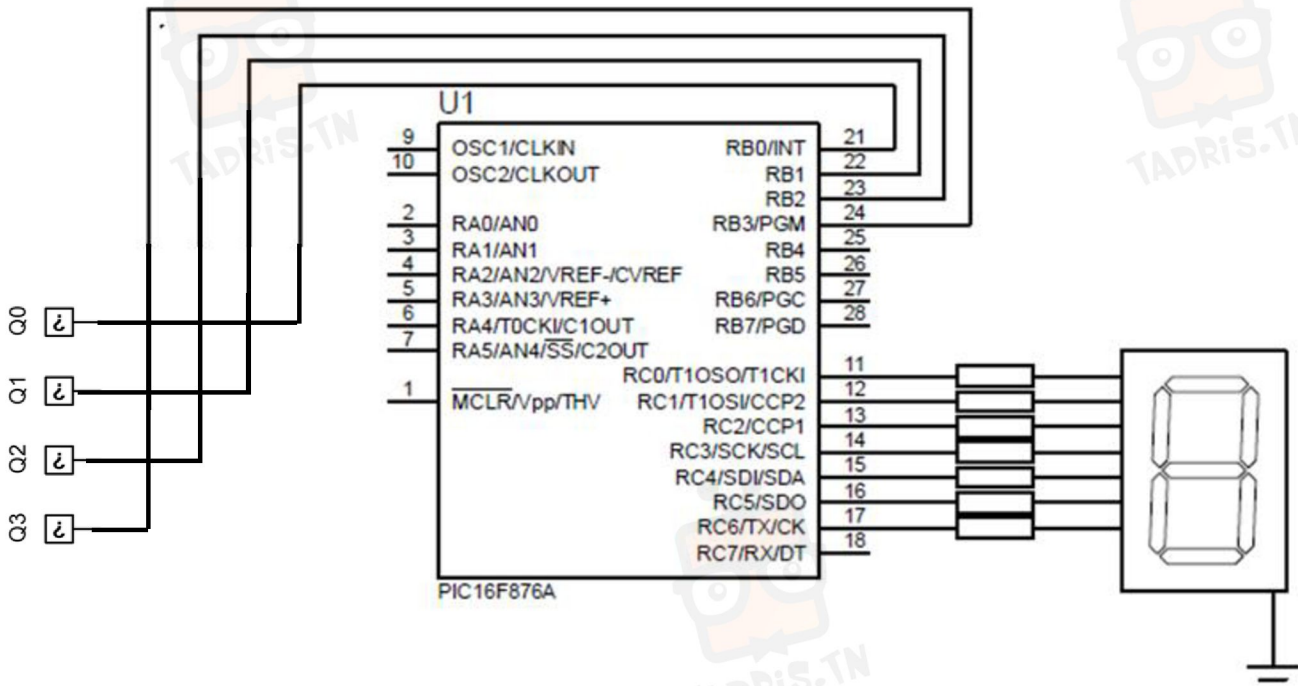 U1
9 OSC1/CLKIN RB0/INT 21
10 OSC2/CLKOUT RB1 22
RB2 23
2 RA0/AN0 RB3/PGM 24
3 RA1/AN1 RB4 25
4 RA2/AN2/VREF-/CVREF RB5 26
5 RA3/AN3/VREF+ RB6/PGC 27
6 RA4/T0CKI/C1OUT RB7/PGD 28
7 RA5/AN4/SS/C2OUT
RC0/T1OSO/T1CKI 11
1 MCLR/Vpp/THV RC1/T1OSI/CCP2 12
RC2/CCP1 13
RC3/SCK/SCL 14
RC4/SDI/SDA 15
RC5/SDO 16
RC6/TX/CK 17
RC7/RX/DT 18
PIC16F876A
Q0 ?
Q1 ?
Q2 ?
Q3 ?
TADRIS.TN
TADRIS.TN
TADRIS.TN